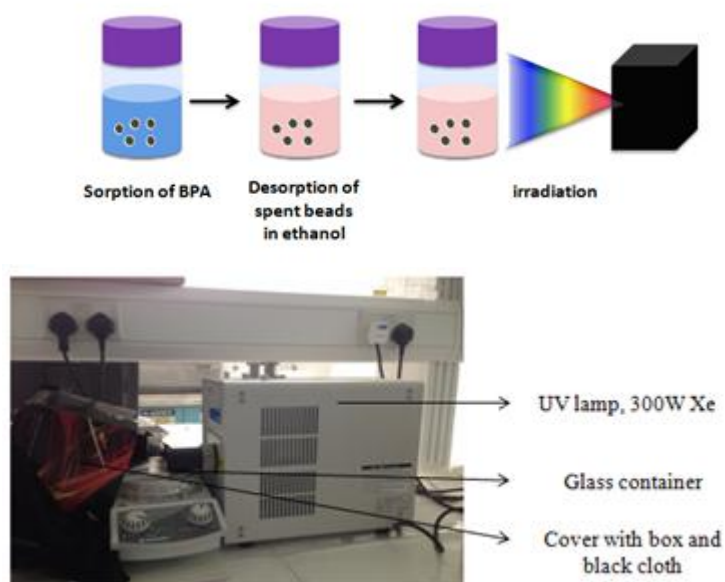 Sorption of BPA
Desorption of
spent beads
in ethanol
irradiation
UV lamp, 300W Xe
Glass container
Cover with box and
black cloth